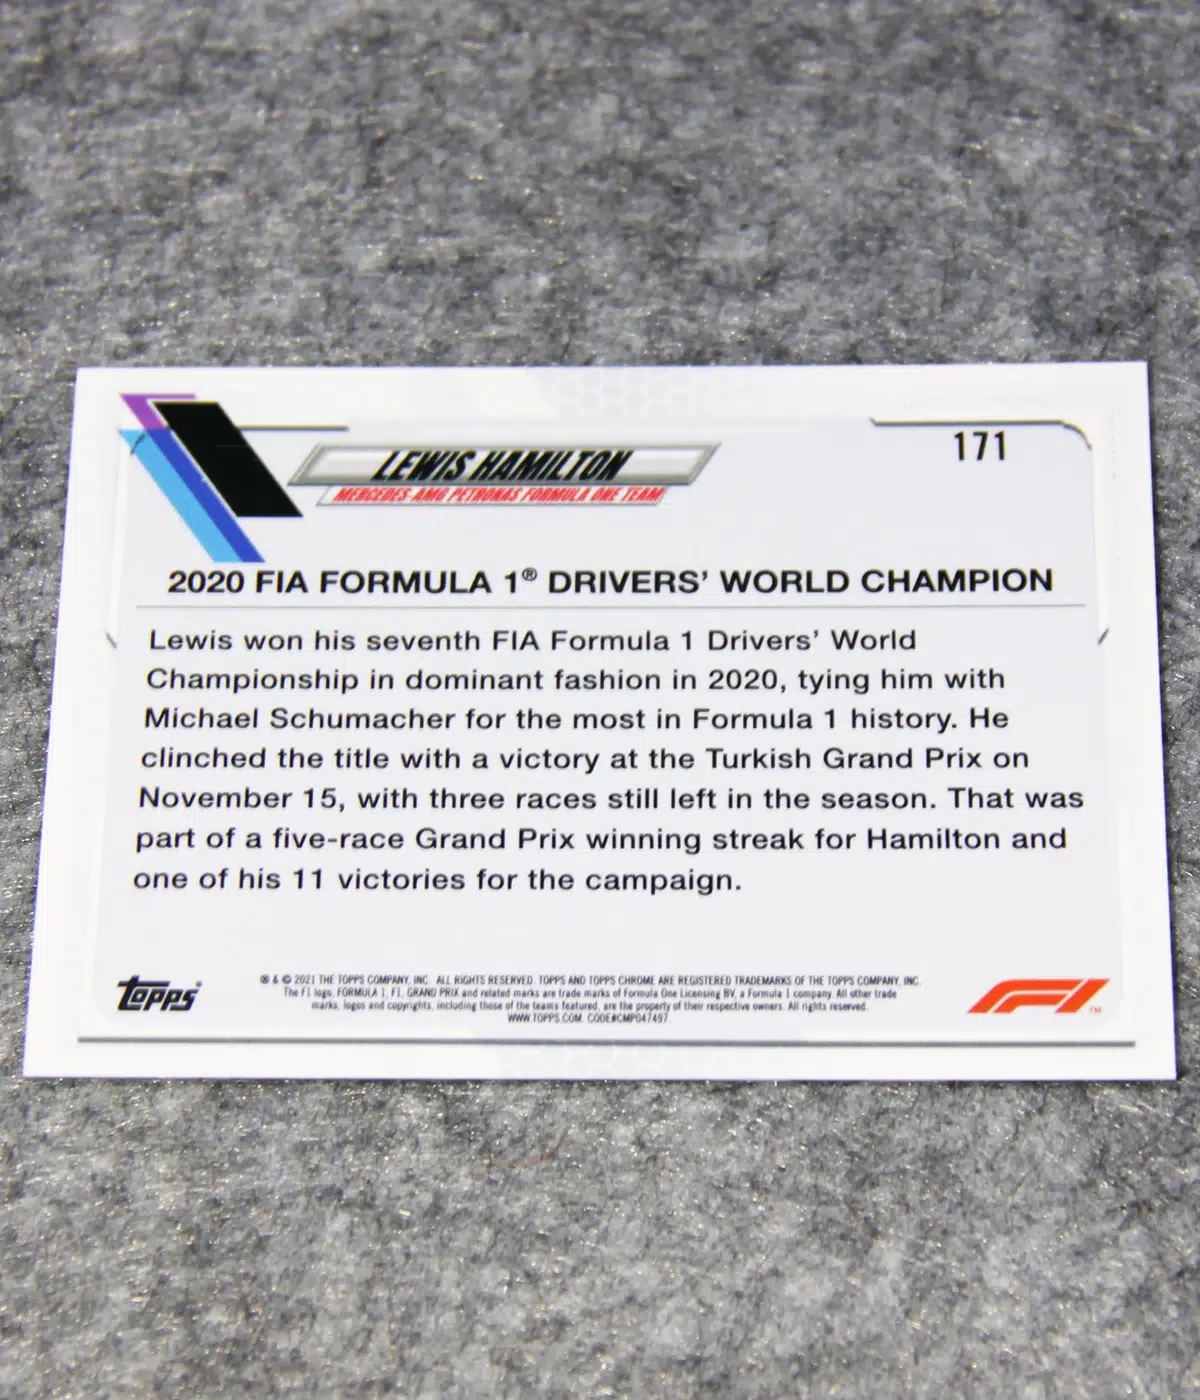 171
LEWIS HAMILTON
MERCEDES-AMG PETRONAS FORMULA ONE TEAM
2020 FIA FORMULA 1® DRIVERS' WORLD CHAMPION
Lewis won his seventh FIA Formula 1 Drivers' World
Championship in dominant fashion in 2020, tying him with
Michael Schumacher for the most in Formula 1 history. He
clinched the title with a victory at the Turkish Grand Prix on
November 15, with three races still left in the season. That was
part of a five-race Grand Prix winning streak for Hamilton and
one of his 11 victories for the campaign.
topps®
® & © 2021 THE TOPPS COMPANY, INC. ALL RIGHTS RESERVED. TOPPS AND TOPPS CHROME ARE REGISTERED TRADEMARKS OF THE TOPPS COMPANY, INC.
The F1 logo, FORMULA 1, F1, GRAND PRIX and related marks are trade marks of Formula One Licensing BV, a Formula 1 company. All other trade
marks, logos and copyrights, including those of the teams featured, are the property of their respective owners. All rights reserved.
WWW.TOPPS.COM. CODE#CMP047497
F1™